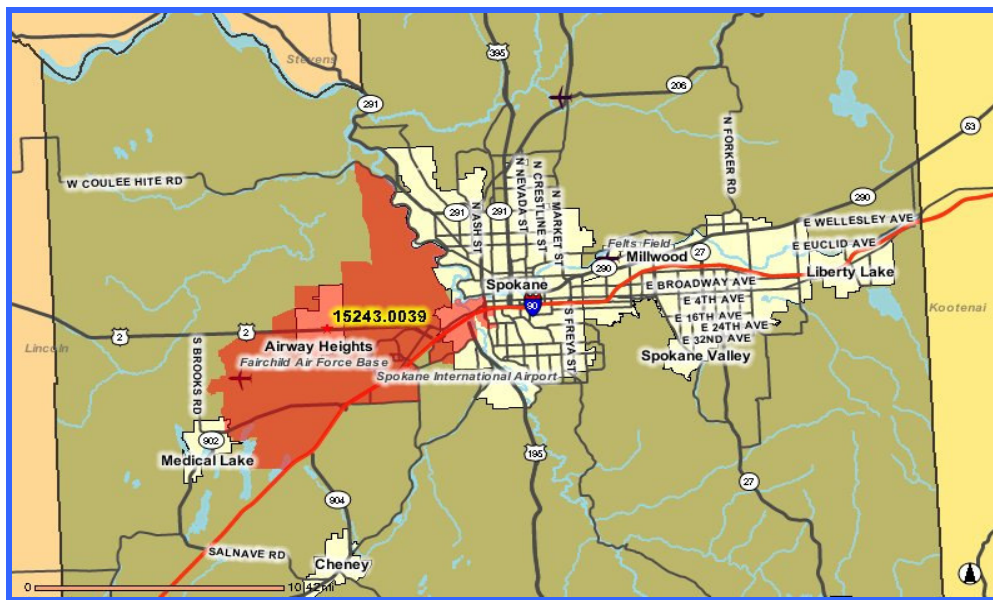 395
206
Stevens
291
N FORKER RD
53
W COULEE HITE RD
N NEVADA ST
N CRESTLINE ST
N MARKET ST
N ASH ST
290
291
291
E WELLESLEY AVE
Felts Field
27
E EUCLID AVE
Millwood
290
Liberty Lake
Spokane
E BROADWAY AVE
90
E 4TH AVE
Kootenai
15243.0039
S FREYA ST
E 16TH AVE
E 24TH AVE
2
2
E 32ND AVE
Lincoln
Airway Heights
Spokane Valley
Fairchild Air Force Base
S BROOKS RD
Spokane International Airport
902
Medical Lake
195
27
904
SALNAVE RD
Cheney
0
10.42mi